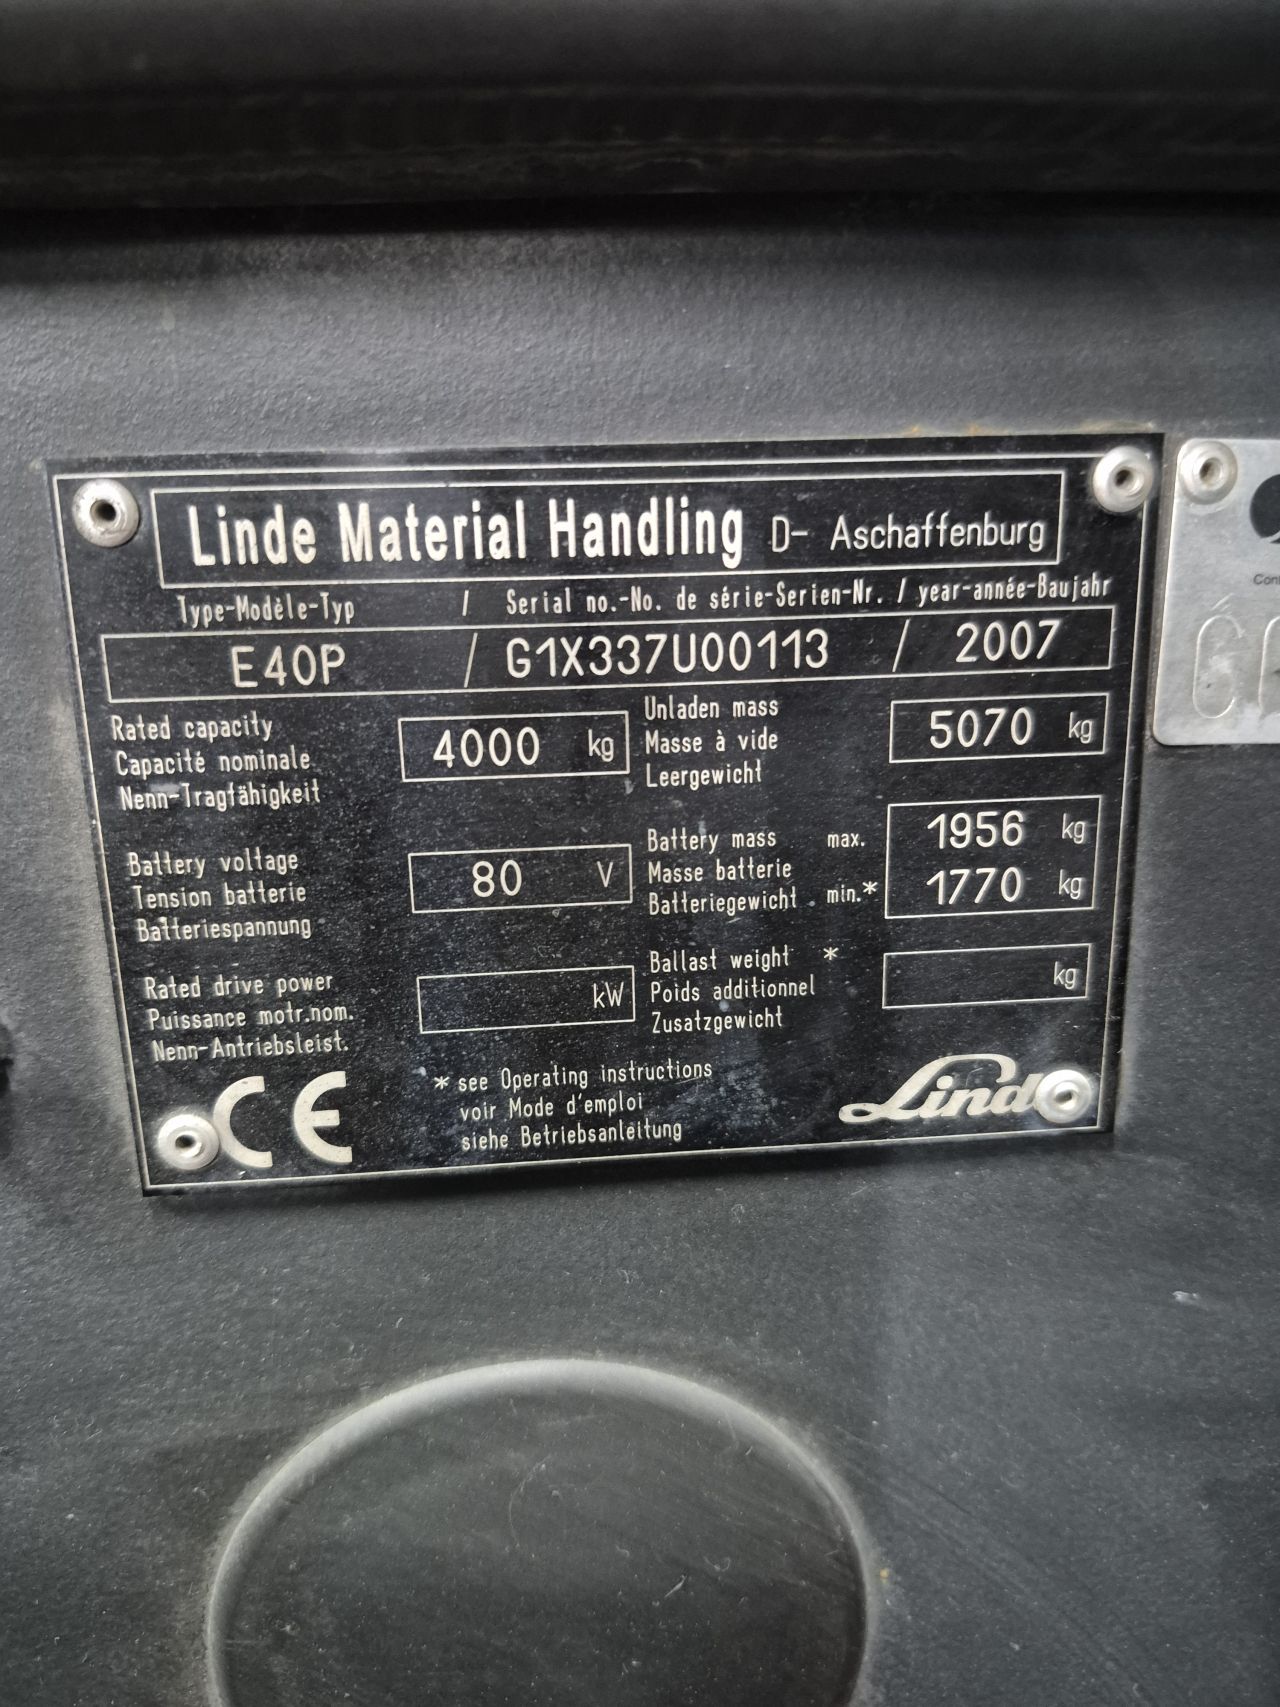 Linde Material Handling D- Aschaffenburg
Type-Modèle-Typ / Serial no.-No. de série-Serien-Nr. / year-année-Baujahr
E40P / G1X337U00113 / 2007
Rated capacity
Capacité nominale
Nenn-Tragfähigkeit
4000 kg
Unladen mass
Masse à vide
Leergewicht
5070 kg
Battery voltage
Tension batterie
Batteriespannung
80 V
Battery mass max.
Masse batterie
Batteriegewicht min.*
1956 kg
1770 kg
Rated drive power
Puissance motr.nom.
Nenn-Antriebsleist.
kW
Ballast weight *
Poids additionnel
Zusatzgewicht
kg
CE
* see Operating instructions
voir Mode d'emploi
siehe Betriebsanleitung
Linde